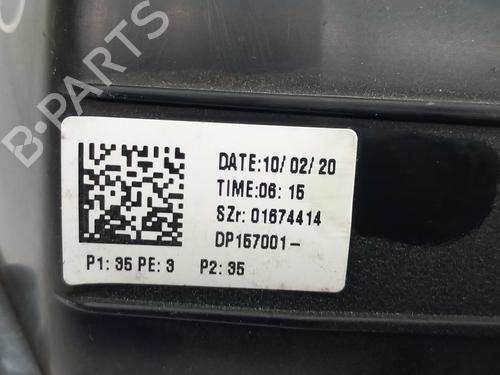 B-PARTS
DATE:10/ 02/ 20
TIME:06: 15
SZr: 01674414
DP157001-
P1: 35 PE: 3 P2: 35